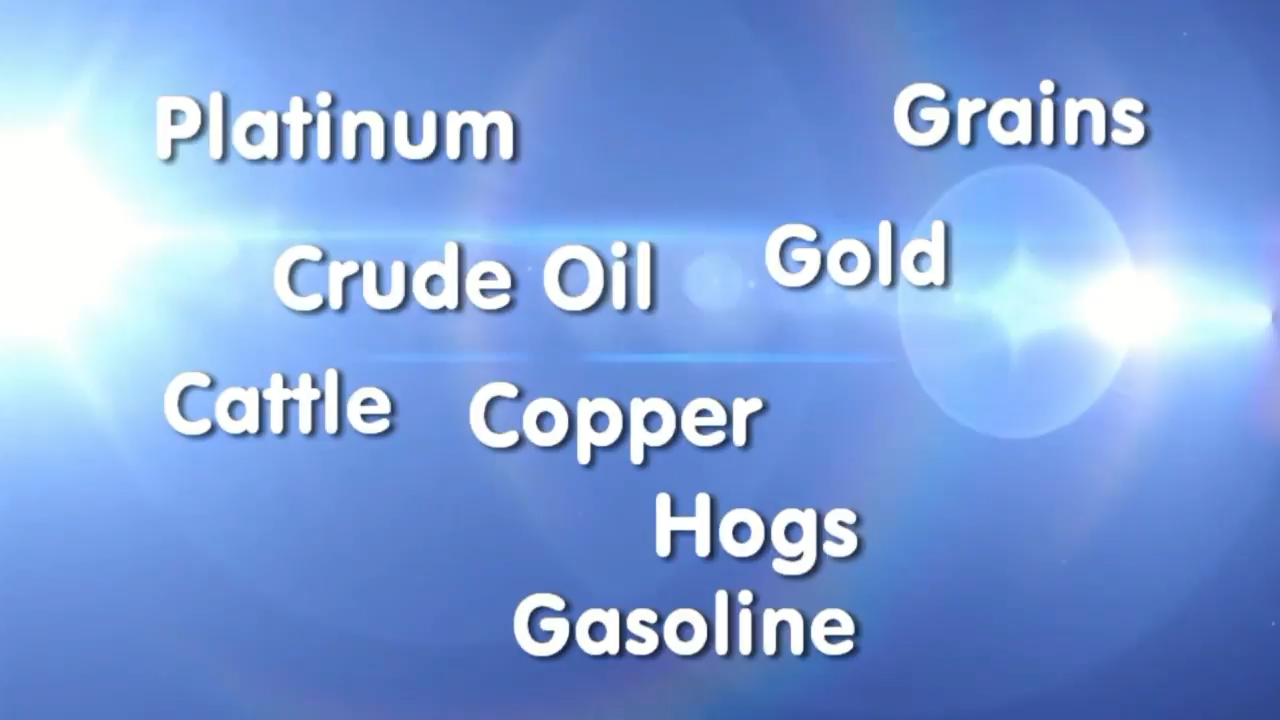 Platinum
Grains
Crude Oil
Gold
Cattle
Copper
Hogs
Gasoline